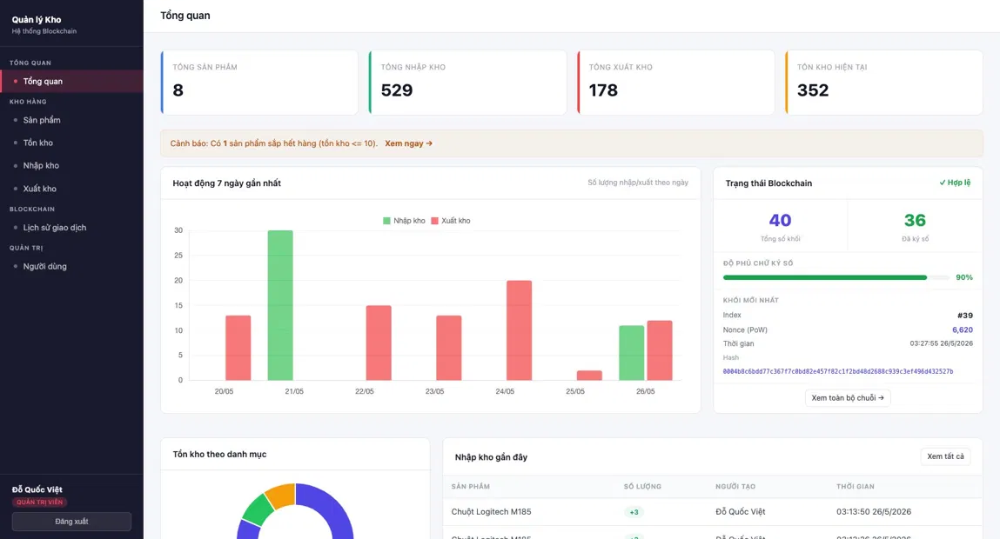 Quản lý Kho
Hệ thống Blockchain
TỔNG QUAN
Tổng quan
KHO HÀNG
Sản phẩm
Tồn kho
Nhập kho
Xuất kho
BLOCKCHAIN
Lịch sử giao dịch
QUẢN TRỊ
Người dùng
Đỗ Quốc Việt
QUẢN TRỊ VIÊN
Đăng xuất
Tổng quan
TỔNG SẢN PHẨM
8
TỔNG NHẬP KHO
529
TỔNG XUẤT KHO
178
TỒN KHO HIỆN TẠI
352
Cảnh báo: Có 1 sản phẩm sắp hết hàng (tồn kho <= 10). Xem ngay →
Hoạt động 7 ngày gần nhất
Số lượng nhập/xuất theo ngày
Nhập kho Xuất kho
30
25
20
15
10
5
0
20/05 21/05 22/05 23/05 24/05 25/05 26/05
Trạng thái Blockchain
✓ Hợp lệ
40
Tổng số khối
36
Đã ký số
ĐỘ PHỦ CHỮ KÝ SỐ
90%
KHỐI MỚI NHẤT
Index #39
Nonce (PoW) 6,620
Thời gian 03:27:55 26/5/2026
Hash
0004b8c6bdd77c367f7c0bd82e457f82c1f2bd48d2688c939c3ef496d432527b
Xem toàn bộ chuỗi →
Tồn kho theo danh mục
Nhập kho gần đây
Xem tất cả
SẢN PHẨM SỐ LƯỢNG NGƯỜI TẠO THỜI GIAN
Chuột Logitech M185 +3 Đỗ Quốc Việt 03:13:50 26/5/2026